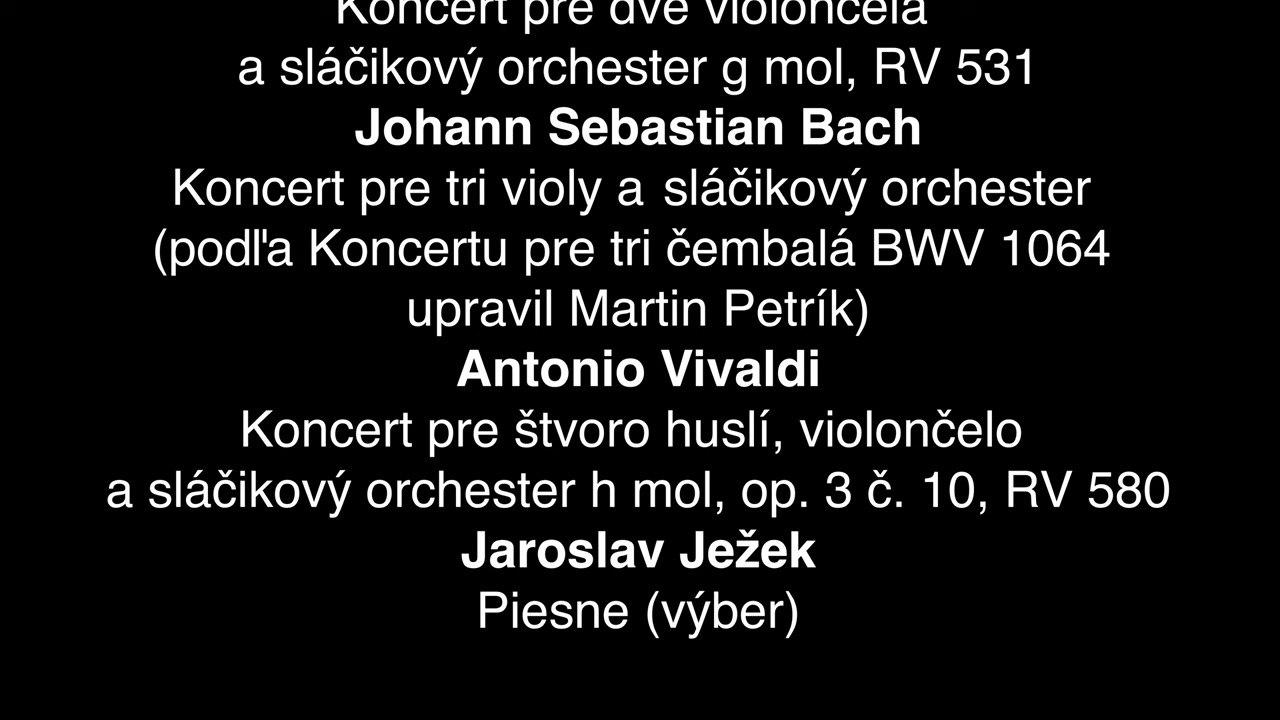 Koncert pre dve violončelá
a sláčikový orchester g mol, RV 531
Johann Sebastian Bach
Koncert pre tri violy a sláčikový orchester
(podľa Koncertu pre tri čembalá BWV 1064
upravil Martin Petrík)
Antonio Vivaldi
Koncert pre štvoro huslí, violončelo
a sláčikový orchester h mol, op. 3 č. 10, RV 580
Jaroslav Ježek
Piesne (výber)